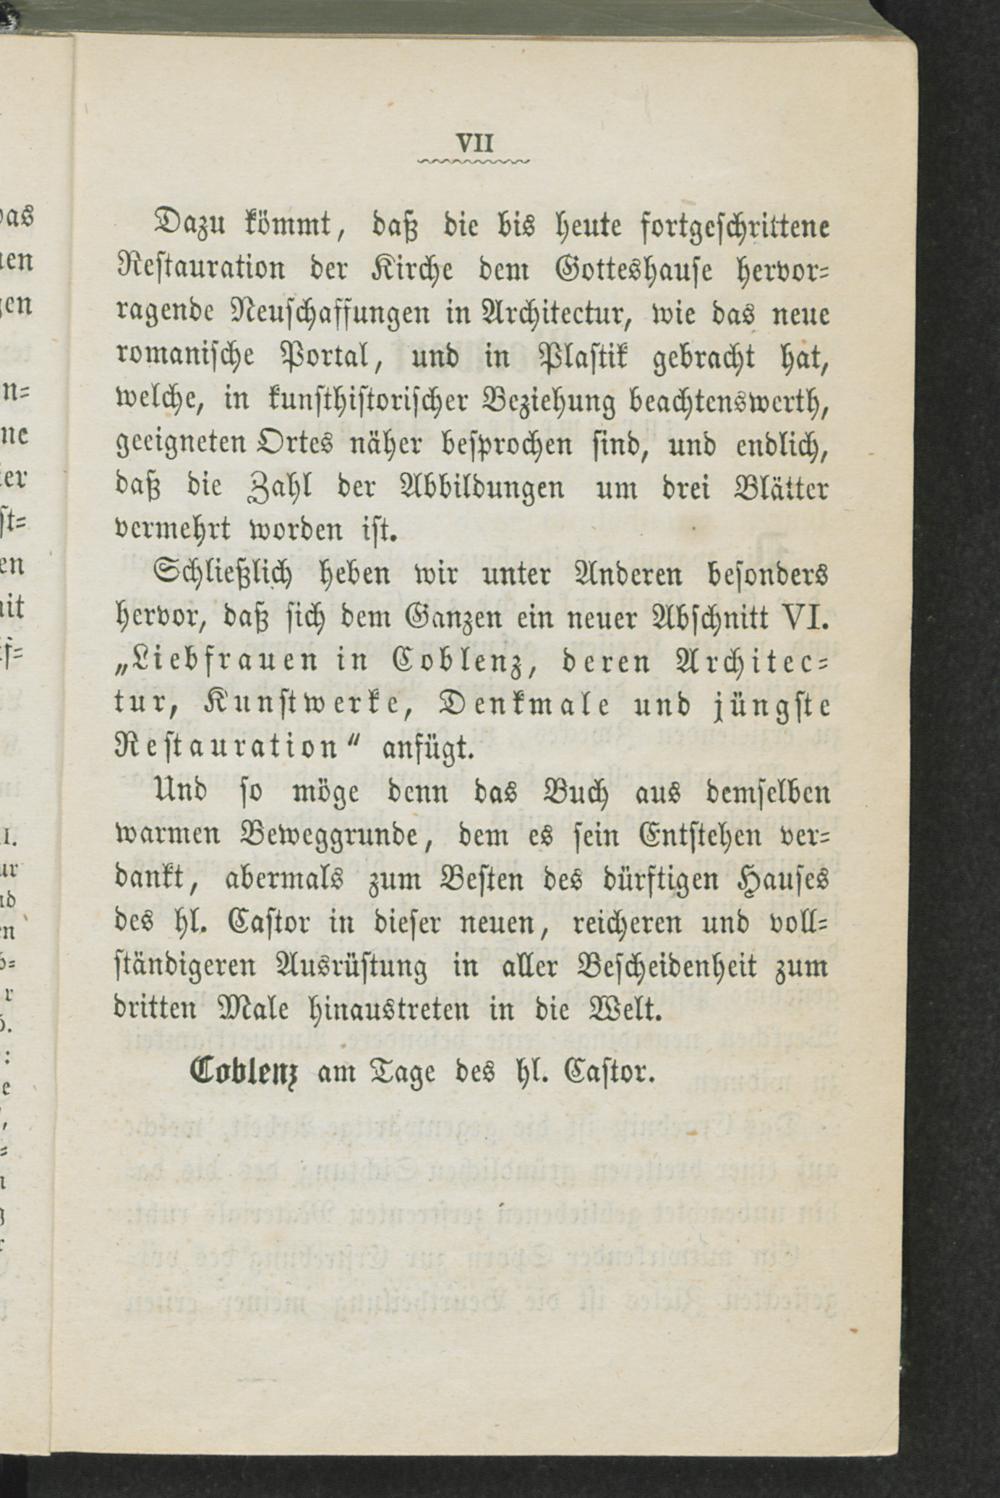 VII
Dazu kömmt, daß die bis heute fortgeschrittene
Restauration der Kirche dem Gotteshause hervor-
ragende Neuschaffungen in Architectur, wie das neue
romanische Portal, und in Plastik gebracht hat,
welche, in kunsthistorischer Beziehung beachtenswerth,
geeigneten Ortes näher besprochen sind, und endlich,
daß die Zahl der Abbildungen um drei Blätter
vermehrt worden ist.
Schließlich heben wir unter Anderen besonders
hervor, daß sich dem Ganzen ein neuer Abschnitt VI.
„Liebfrauen in Coblenz, deren Architec-
tur, Kunstwerke, Denkmale und jüngste
Restauration“ anfügt.
Und so möge denn das Buch aus demselben
warmen Beweggrunde, dem es sein Entstehen ver-
dankt, abermals zum Besten des dürftigen Hauses
des hl. Castor in dieser neuen, reicheren und voll-
ständigeren Ausrüstung in aller Bescheidenheit zum
dritten Male hinaustreten in die Welt.
Coblenz am Tage des hl. Castor.